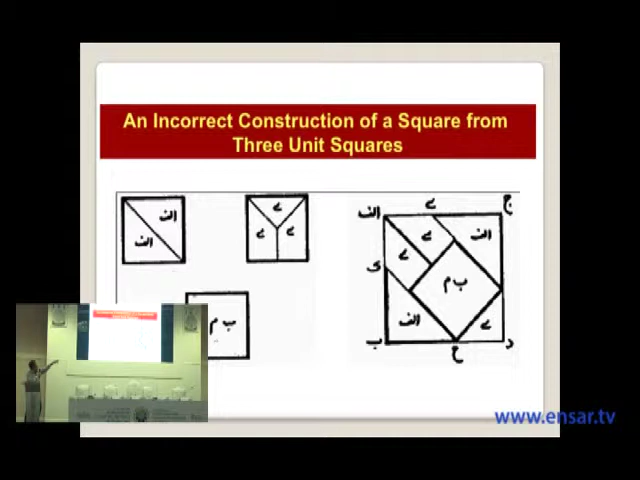 An Incorrect Construction of a Square from
Three Unit Squares
الف
الف
ے
ے
ے
ب م
الف
ے
ج
ے
ے
الف
ی
ب م
الف
ے
ب
ح
د
www.ensar.tv